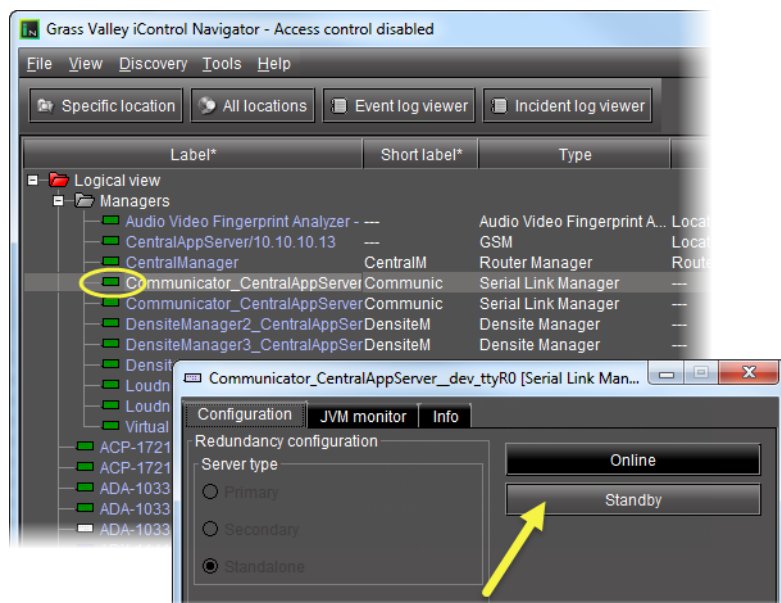 Grass Valley iControl Navigator - Access control disabled
File View Discovery Tools Help
Specific location All locations Event log viewer Incident log viewer
Label* Short label* Type
Logical view
Managers
Audio Video Fingerprint Analyzer - --- Audio Video Fingerprint A... Locat
CentralAppServer/10.10.10.13 --- GSM Locat
CentralManager CentralM Router Manager Route
Communicator_CentralAppServer Communic Serial Link Manager ---
Communicator_CentralAppServer Communic Serial Link Manager ---
DensiteManager2_CentralAppSer DensiteM Densite Manager ---
DensiteManager3_CentralAppSer DensiteM Densite Manager ---
Densit
Loudn
Loudn
Virtual
ACP-1721
ACP-1721
ADA-1033
ADA-1033
ADA-1033
Communicator_CentralAppServer__dev_ttyR0 [Serial Link Man...
Configuration JVM monitor Info
Redundancy configuration
Server type
Primary
Secondary
Standalone
Online
Standby